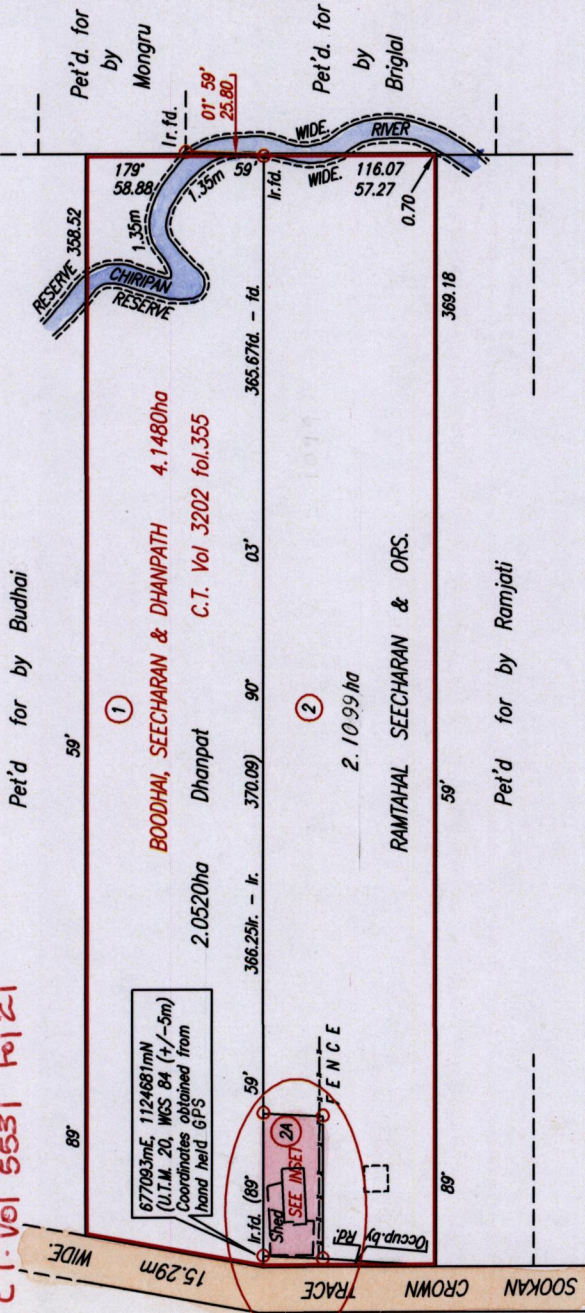 C T. Vol 5531 Fol 21
Pet'd for by Budhai
Pet'd. for
by
Mongru
Pet'd. for
by
Briglal
Pet'd for by Ramjati
89°
59'
RESERVE 358.52
CHIRIPAN
RESERVE
1.35m
1.35m
WIDE.
WIDE.
RIVER
179°
58.88
59'
Ir.fd.
01° 59'
25.80
Ir.fd.
116.07
57.27
0.70
1
BOODHAI, SEECHARAN & DHANPATH 4.1480ha
2.0520ha Dhanpat C.T. Vol 3202 fol.355
677093mE, 1124681mN
(U.T.M. 20, WGS 84 (+/-5m)
Coordinates obtained from
hand held GPS
Ir.fd. (89° 59' 366.25Ir. - Ir. 370.09) 90° 03' 365.67fd. - fd.
2
2.1099ha
RAMTAHAL SEECHARAN & ORS.
Shed
2A
SEE INSET
FENCE
Occup.by Rd.
89° 59' 369.18
15.29m WIDE.
SOOKAN CROWN TRACE